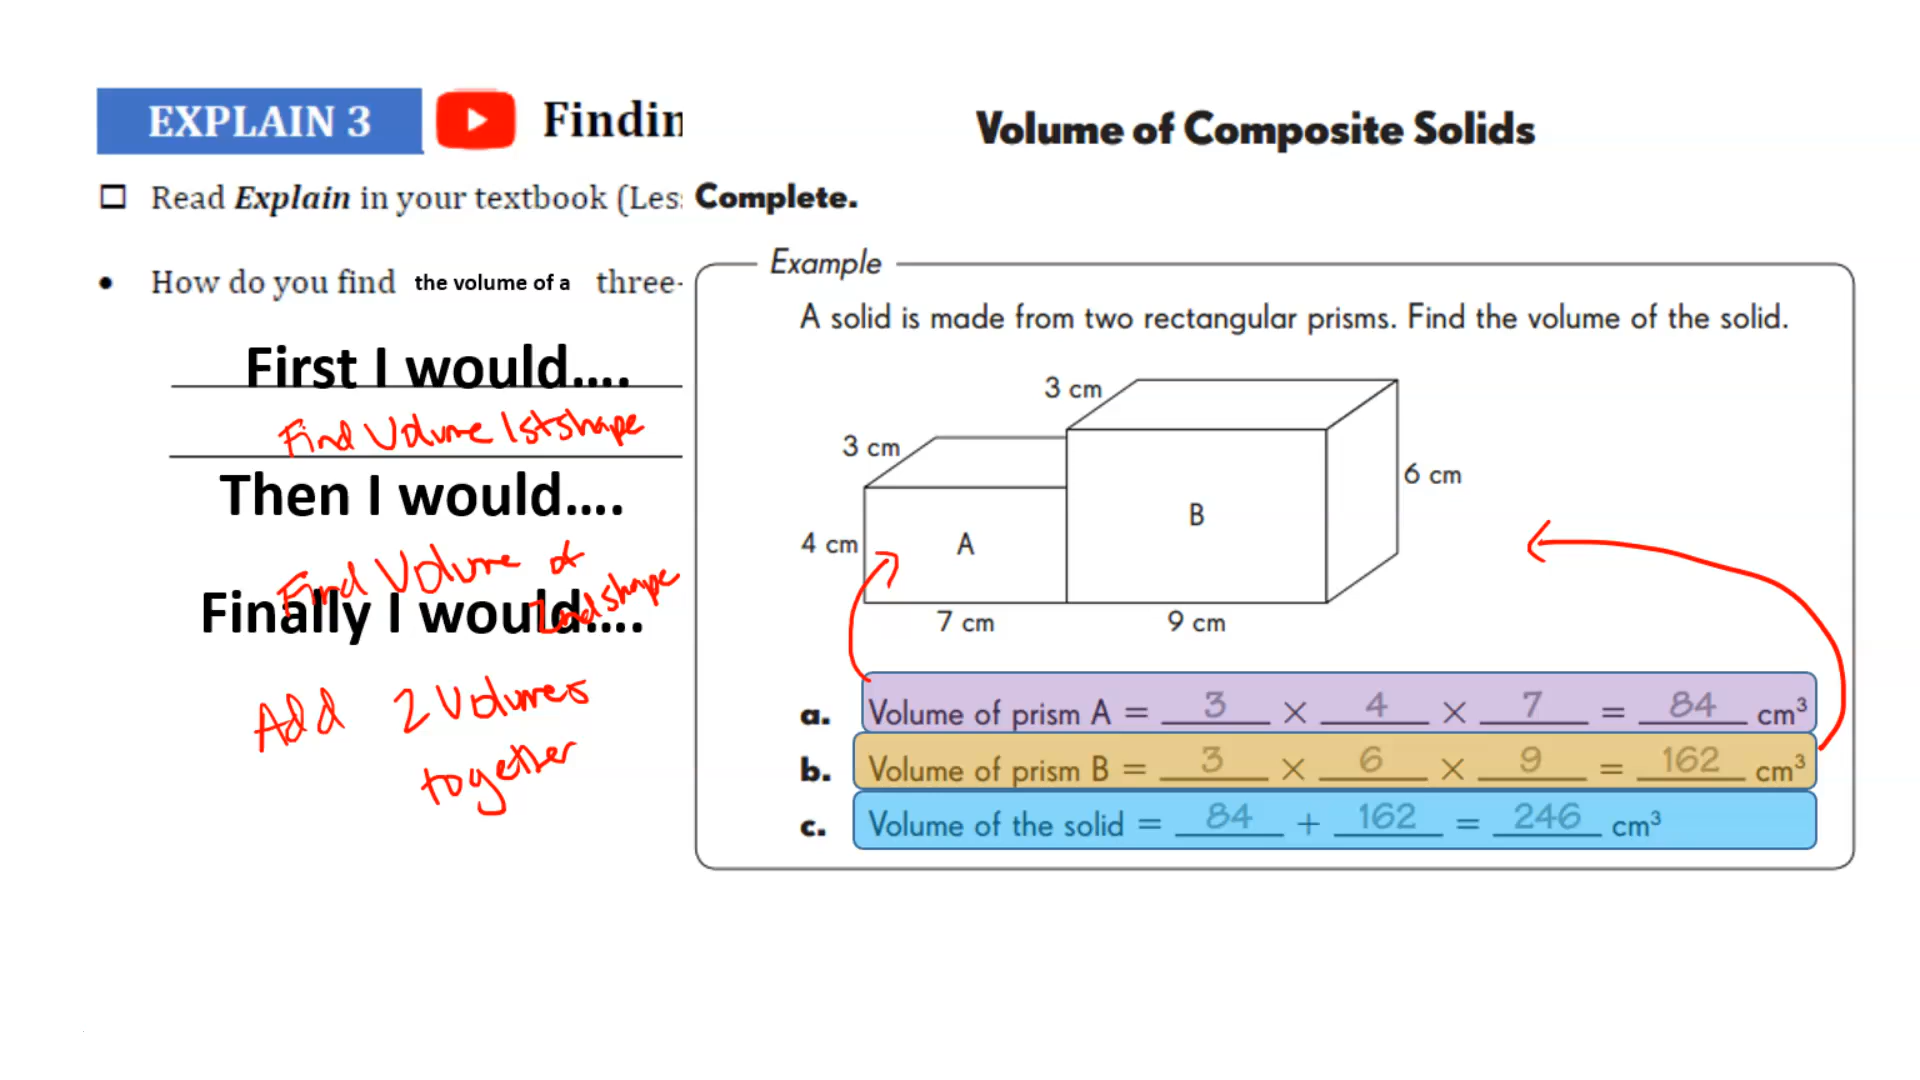 EXPLAIN 3 Findin
Read Explain in your textbook (Les
How do you find the volume of a three-
First I would....
Find Volume 1st shape
Then I would....
Find Volume of
2nd shape
Finally I would....
Add 2 Volumes
together
Volume of Composite Solids
Complete.
Example
A solid is made from two rectangular prisms. Find the volume of the solid.
3 cm
3 cm
6 cm
B
4 cm
A
7 cm
9 cm
a. Volume of prism A = 3 × 4 × 7 = 84 cm³
b. Volume of prism B = 3 × 6 × 9 = 162 cm³
c. Volume of the solid = 84 + 162 = 246 cm³